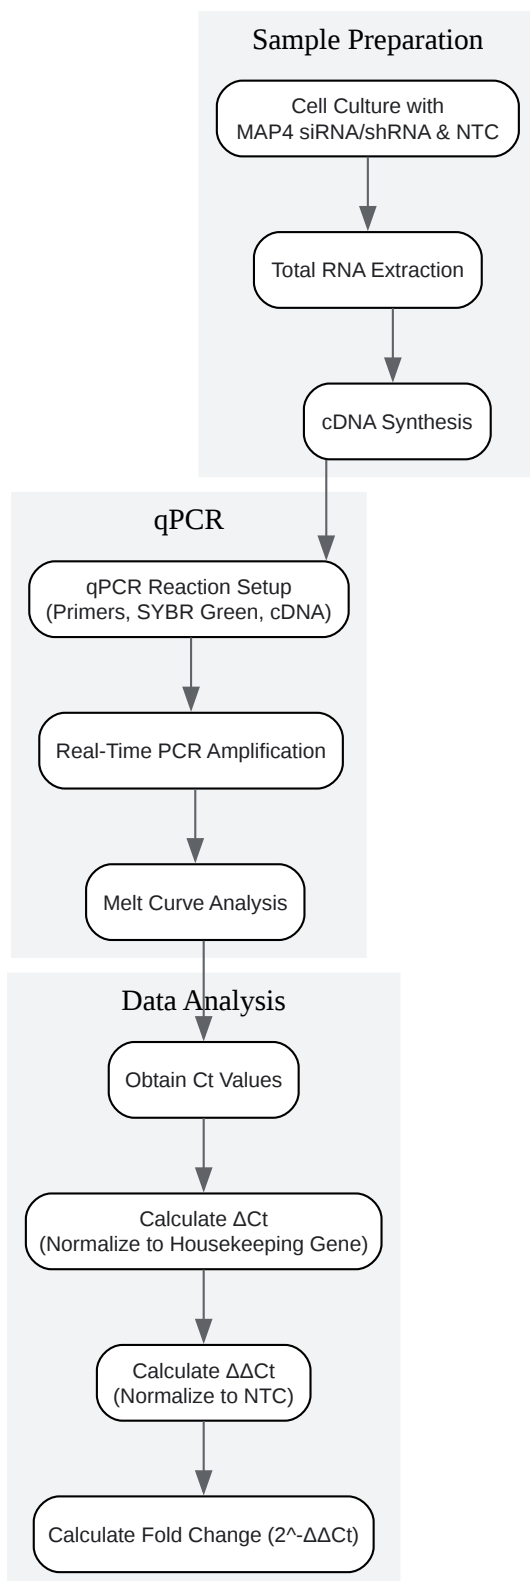 Sample Preparation
Cell Culture with
MAP4 siRNA/shRNA & NTC
Total RNA Extraction
cDNA Synthesis
qPCR
qPCR Reaction Setup
(Primers, SYBR Green, cDNA)
Real-Time PCR Amplification
Melt Curve Analysis
Data Analysis
Obtain Ct Values
Calculate ΔCt
(Normalize to Housekeeping Gene)
Calculate ΔΔCt
(Normalize to NTC)
Calculate Fold Change (2^-ΔΔCt)